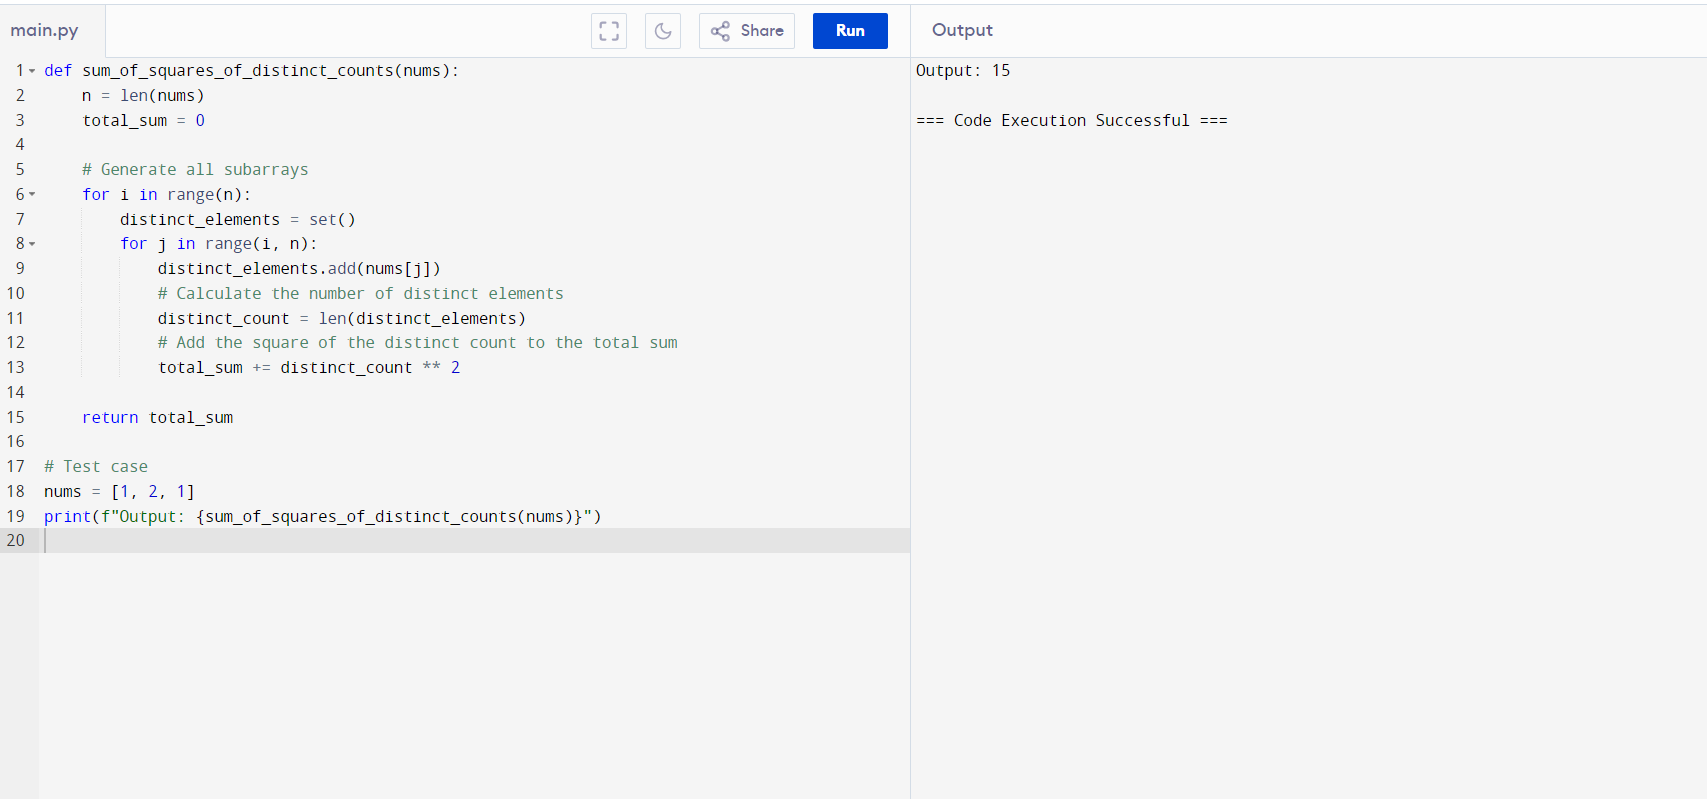 main.py
Share
Run
Output
1 def sum_of_squares_of_distinct_counts(nums):
2     n = len(nums)
3     total_sum = 0
4
5     # Generate all subarrays
6     for i in range(n):
7         distinct_elements = set()
8         for j in range(i, n):
9             distinct_elements.add(nums[j])
10             # Calculate the number of distinct elements
11             distinct_count = len(distinct_elements)
12             # Add the square of the distinct count to the total sum
13             total_sum += distinct_count ** 2
14
15     return total_sum
16
17 # Test case
18 nums = [1, 2, 1]
19 print(f"Output: {sum_of_squares_of_distinct_counts(nums)}")
20
Output: 15
=== Code Execution Successful ===